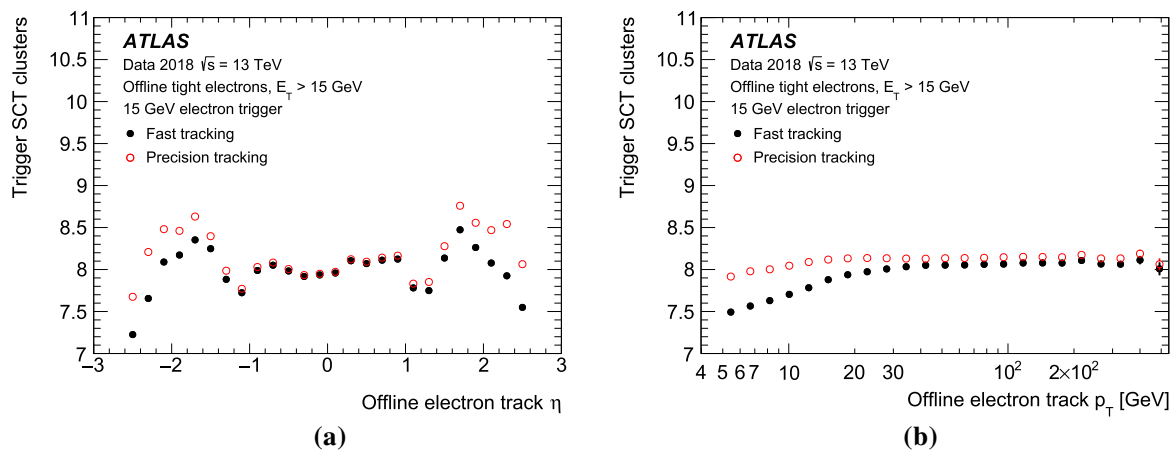 Trigger SCT clusters
11
10.5
10
9.5
9
8.5
8
7.5
7
ATLAS
Data 2018 √s = 13 TeV
Offline tight electrons, E_T > 15 GeV
15 GeV electron trigger
Fast tracking
Precision tracking
−3 −2 −1 0 1 2 3
Offline electron track η
(a)
Trigger SCT clusters
11
10.5
10
9.5
9
8.5
8
7.5
7
ATLAS
Data 2018 √s = 13 TeV
Offline tight electrons, E_T > 15 GeV
15 GeV electron trigger
Fast tracking
Precision tracking
4 5 6 7 10 20 30 10² 2×10²
Offline electron track p_T [GeV]
(b)